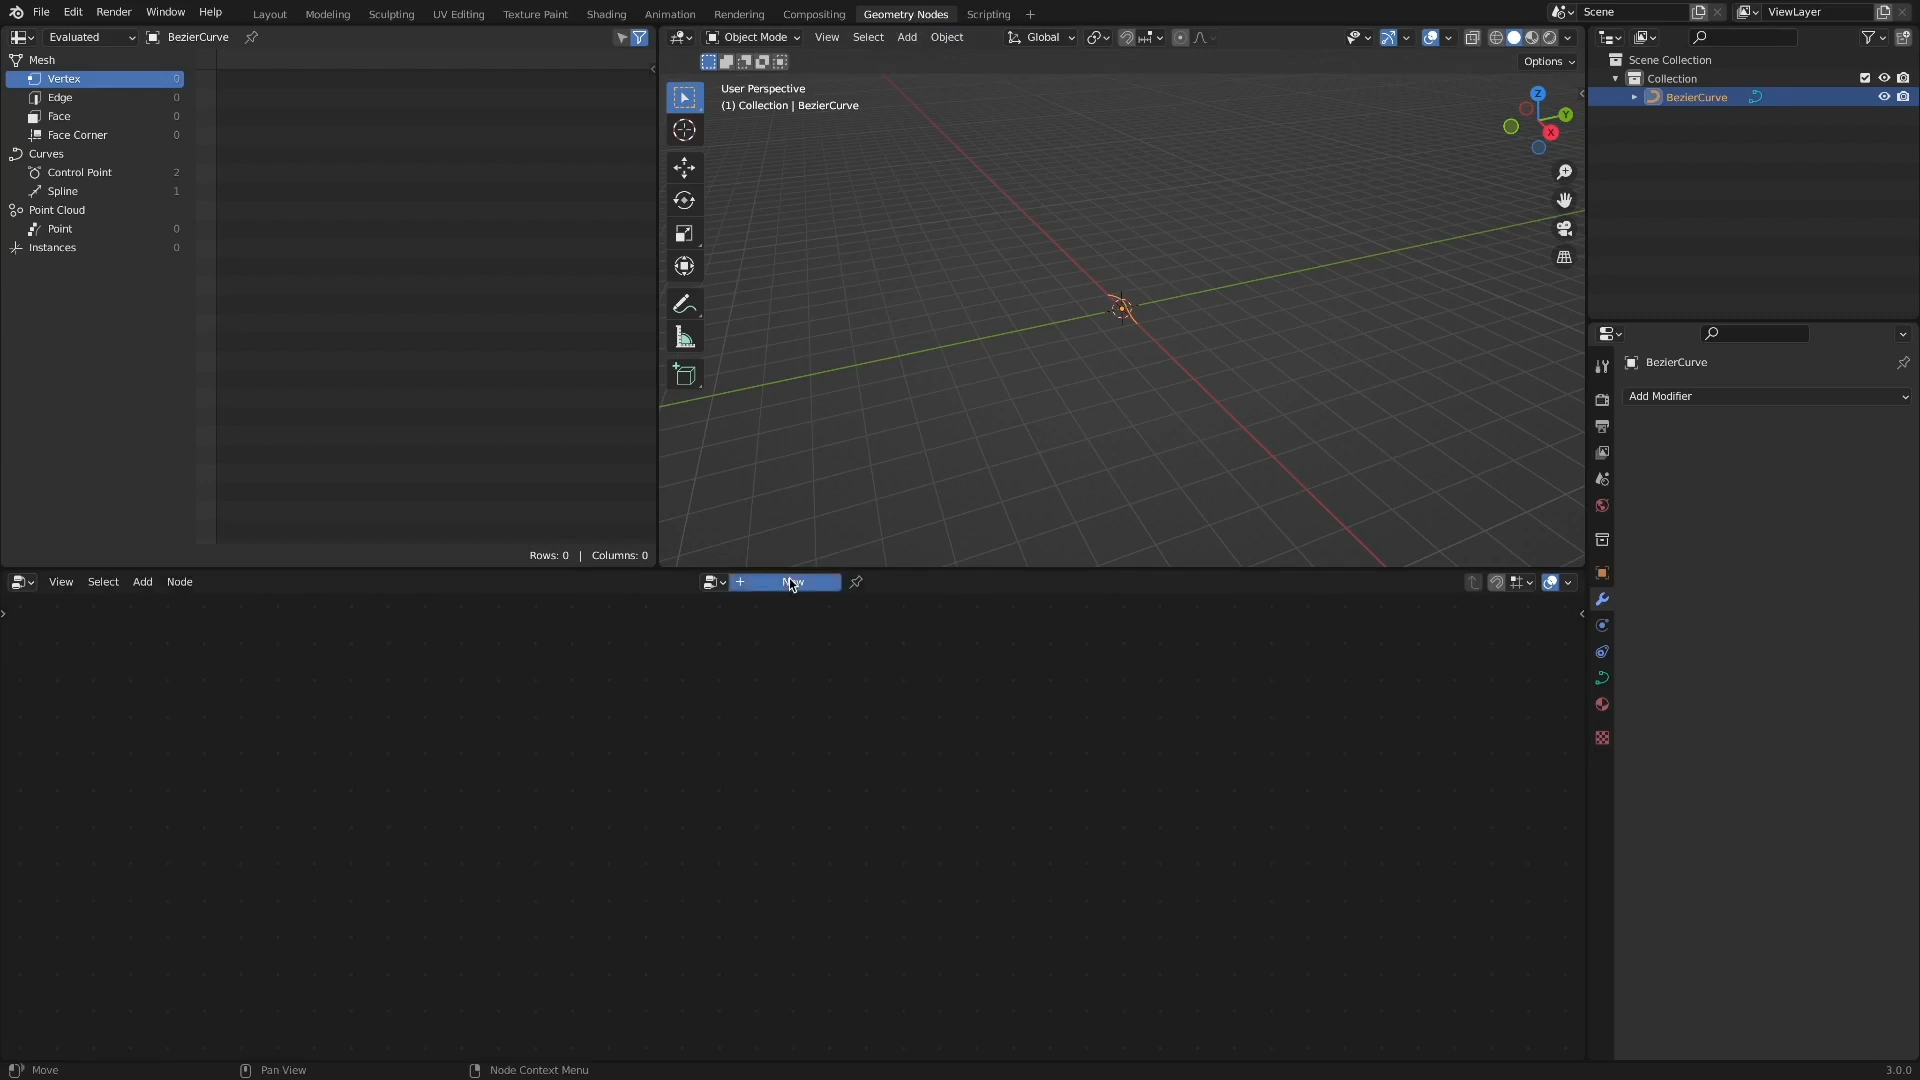 File Edit Render Window Help
Layout Modeling Sculpting UV Editing Texture Paint Shading Animation Rendering Compositing Geometry Nodes Scripting +
Scene
ViewLayer
Evaluated
BezierCurve
Mesh
Vertex 0
Edge 0
Face 0
Face Corner 0
Curves
Control Point 2
Spline 1
Point Cloud
Point 0
Instances 0
Rows: 0 | Columns: 0
Object Mode View Select Add Object
Global
Options
User Perspective
(1) Collection | BezierCurve
Z
Y
X
Scene Collection
Collection
BezierCurve
BezierCurve
Add Modifier
View Select Add Node
+ New
Move
Pan View
Node Context Menu
3.0.0